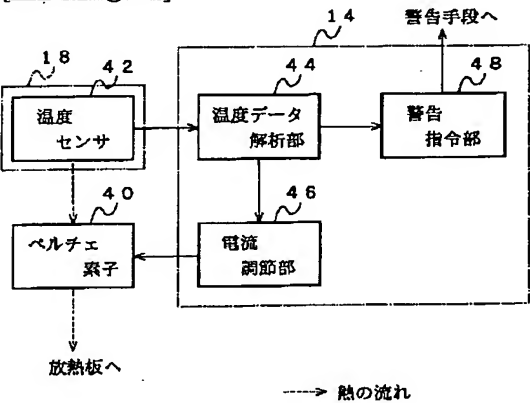 警告手段へ
14
18
42
44
48
温度
センサ
温度データ
解析部
警告
指令部
40
46
ペルチェ
素子
電流
調節部
放熱板へ
熱の流れ